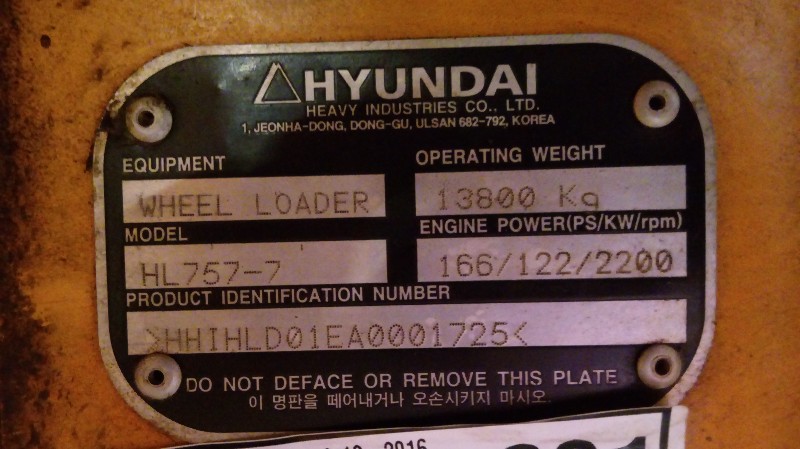 HYUNDAI
HEAVY INDUSTRIES CO., LTD.
1, JEONHA-DONG, DONG-GU, ULSAN 682-792, KOREA
EQUIPMENT
WHEEL LOADER
OPERATING WEIGHT
13800 Kg
MODEL
HL757-7
ENGINE POWER(PS/KW/rpm)
166/122/2200
PRODUCT IDENTIFICATION NUMBER
>HHIHLD01EA0001725<
DO NOT DEFACE OR REMOVE THIS PLATE
이 명판을 떼어내거나 오손시키지 마시오.
2016